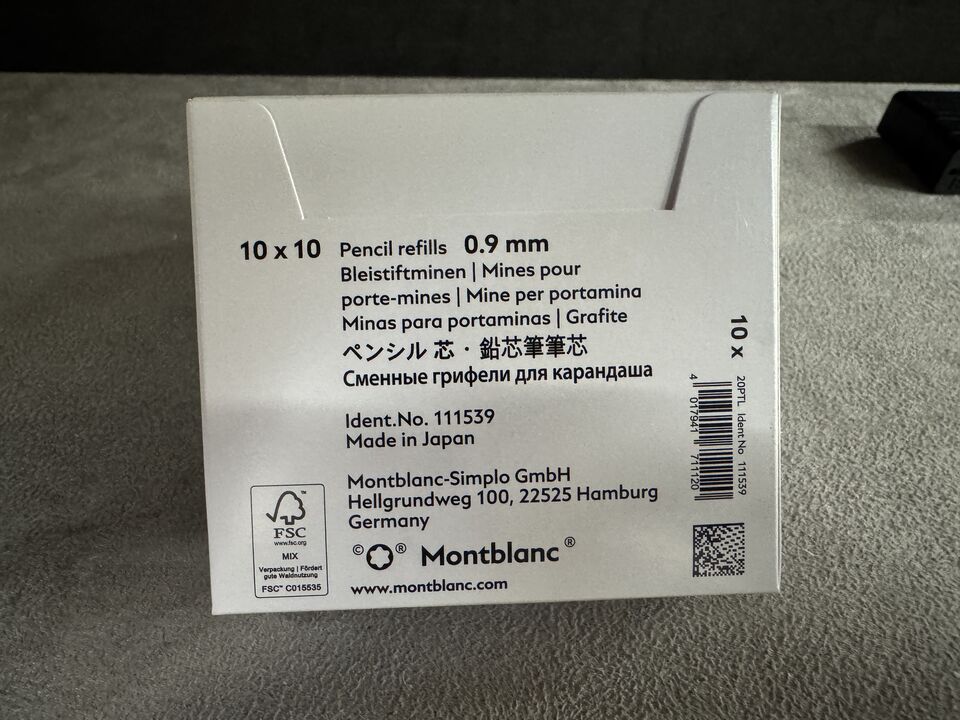 10 x 10 Pencil refills 0.9 mm
Bleistiftminen | Mines pour
porte-mines | Mine per portamina
Minas para portaminas | Grafite
ペンシル 芯・鉛芯筆筆芯
Сменные грифели для карандаша
Ident.No. 111539
Made in Japan
Montblanc-Simplo GmbH
Hellgrundweg 100, 22525 Hamburg
Germany
© ® Montblanc®
www.montblanc.com
FSC™
www.fsc.org
MIX
Verpackung | Fördert
gute Waldnutzung
FSC™ C015535
10 x
20PTL Ident No 111539
4 017941 711120